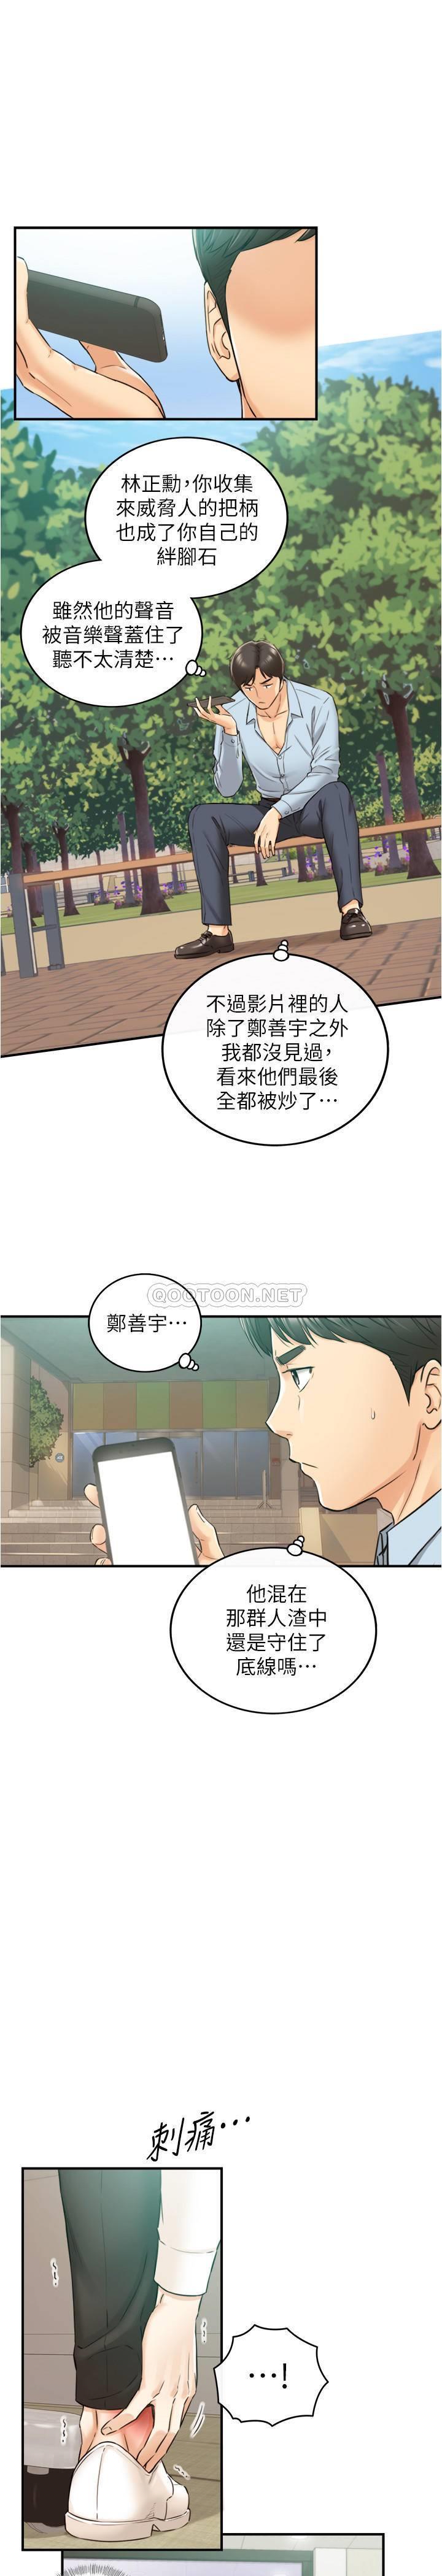 林正勳，你收集
來威脅人的把柄
也成了你自己的
絆腳石
雖然他的聲音
被音樂聲蓋住了
聽不太清楚⋯
不過影片裡的人
除了鄭善宇之外
我都沒見過，
看來他們最後
全都被炒了⋯
QOOTOON.NET
鄭善宇⋯
他混在
那群人渣中
還是守住了
底線嗎⋯
刺痛⋯
⋯!